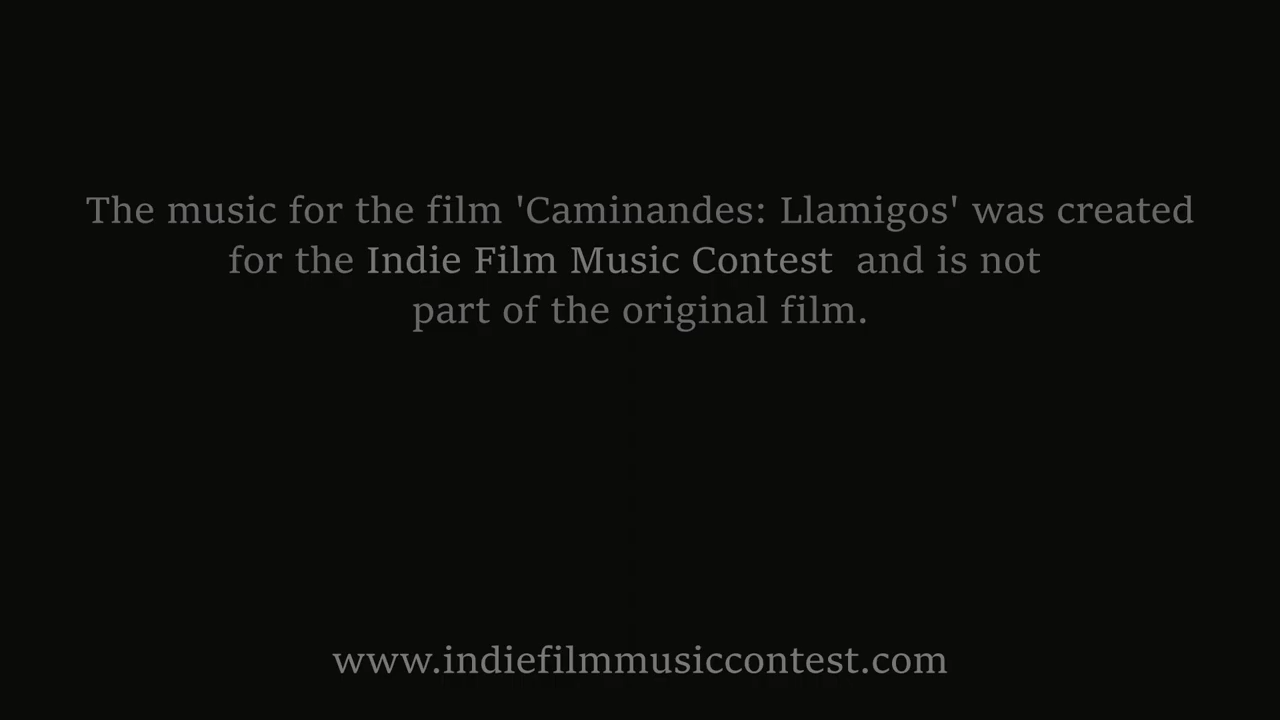 The music for the film 'Caminandes: Llamigos' was created
for the Indie Film Music Contest and is not
part of the original film.
www.indiefilmmusiccontest.com